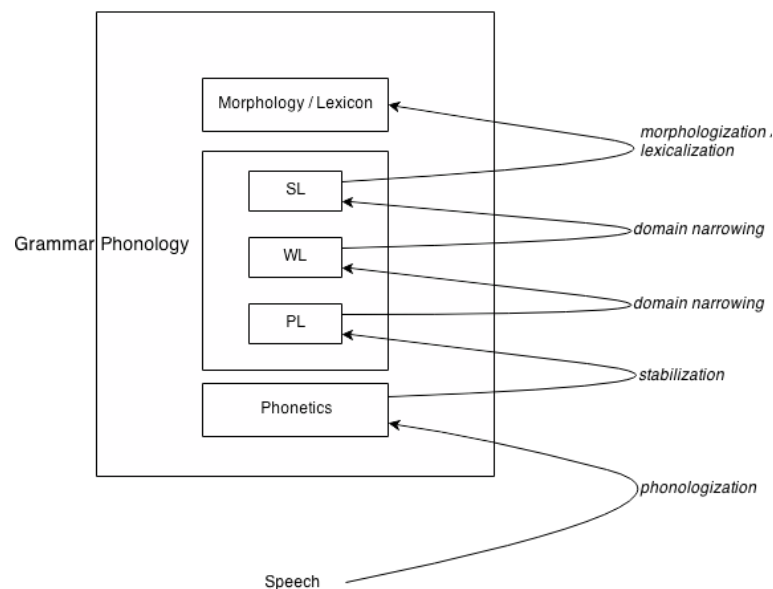 Morphology / Lexicon
morphologization /
lexicalization
SL
domain narrowing
Grammar Phonology
WL
domain narrowing
PL
stabilization
Phonetics
phonologization
Speech